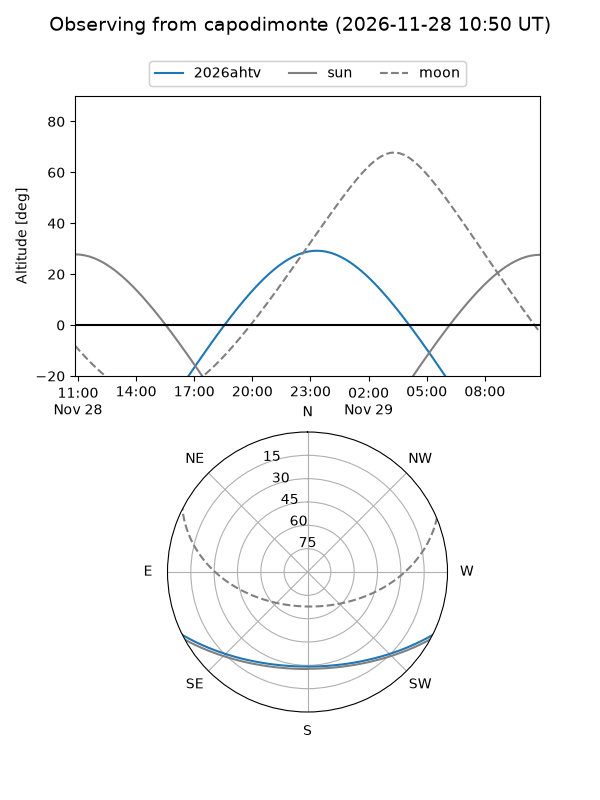 Observing from capodimonte (2026-11-28 10:50 UT)
2026ahtv sun moon
Altitude [deg]
80
60
40
20
0
−20
11:00 14:00 17:00 20:00 23:00 02:00 05:00 08:00
Nov 28 Nov 29
N
NE NW
15
30
45
60
75
E W
SE SW
S